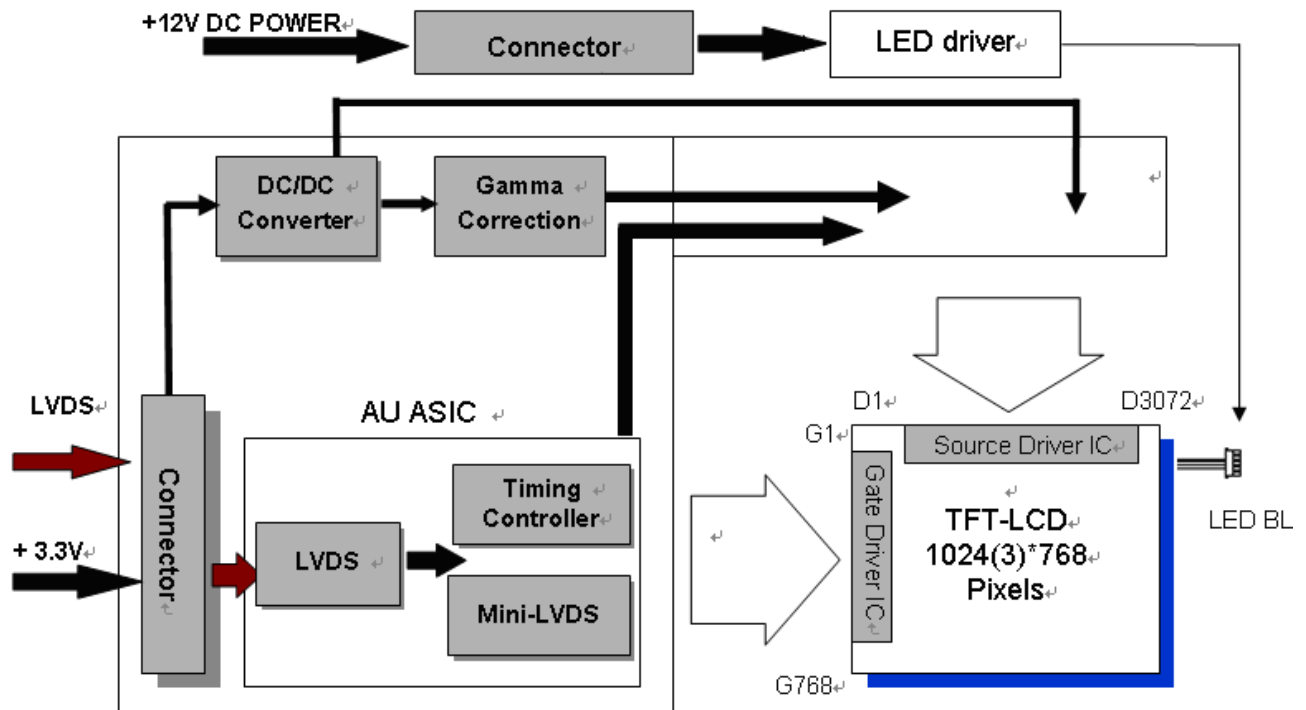 +12V DC POWER
Connector
LED driver
DC/DC
Converter
Gamma
Correction
LVDS
+ 3.3V
Connector
AU ASIC
LVDS
Timing
Controller
Mini-LVDS
D1
D3072
G1
G768
Source Driver IC
Gate Driver IC
TFT-LCD
1024(3)*768
Pixels
LED BL